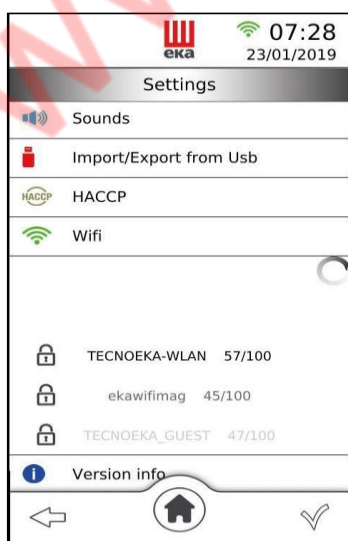 eka
07:28
23/01/2019
Settings
Sounds
Import/Export from Usb
HACCP HACCP
Wifi
TECNOEKA-WLAN 57/100
ekawifimag 45/100
TECNOEKA_GUEST 47/100
i Version info